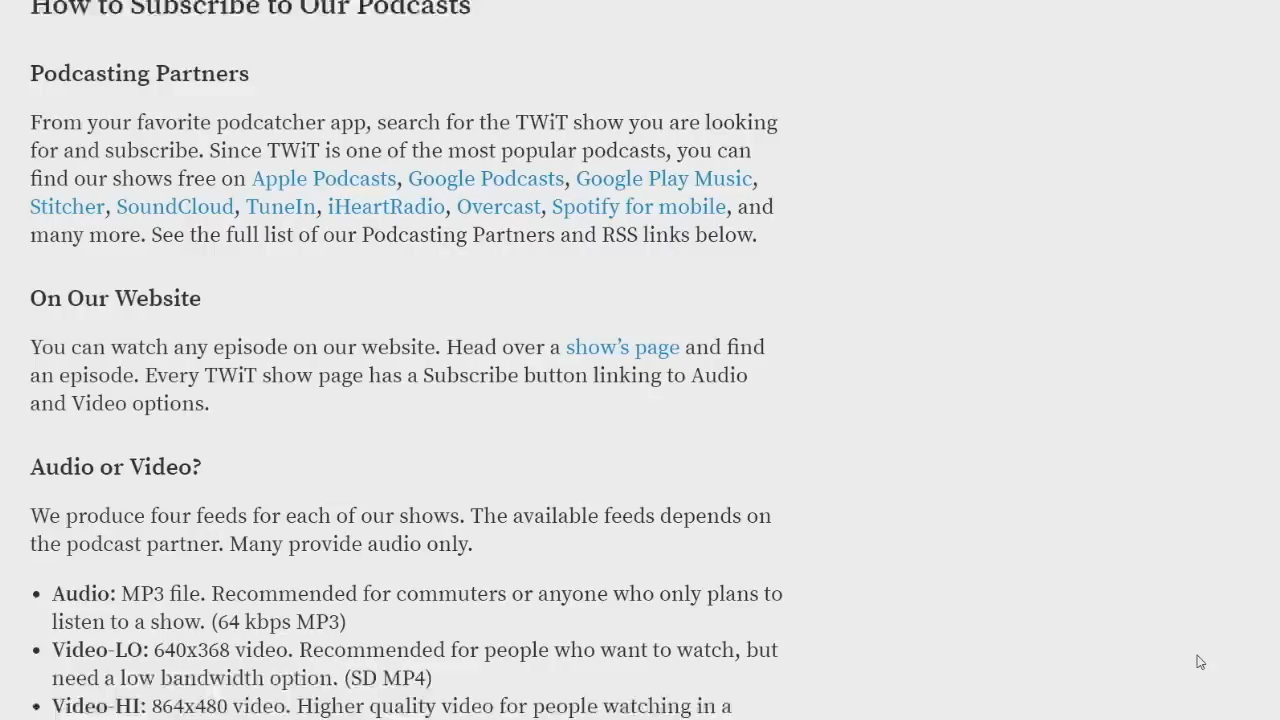 How to Subscribe to Our Podcasts
Podcasting Partners
From your favorite podcatcher app, search for the TWiT show you are looking
for and subscribe. Since TWiT is one of the most popular podcasts, you can
find our shows free on Apple Podcasts, Google Podcasts, Google Play Music,
Stitcher, SoundCloud, TuneIn, iHeartRadio, Overcast, Spotify for mobile, and
many more. See the full list of our Podcasting Partners and RSS links below.
On Our Website
You can watch any episode on our website. Head over a show’s page and find
an episode. Every TWiT show page has a Subscribe button linking to Audio
and Video options.
Audio or Video?
We produce four feeds for each of our shows. The available feeds depends on
the podcast partner. Many provide audio only.
• Audio: MP3 file. Recommended for commuters or anyone who only plans to
listen to a show. (64 kbps MP3)
• Video-LO: 640x368 video. Recommended for people who want to watch, but
need a low bandwidth option. (SD MP4)
• Video-HI: 864x480 video. Higher quality video for people watching in a